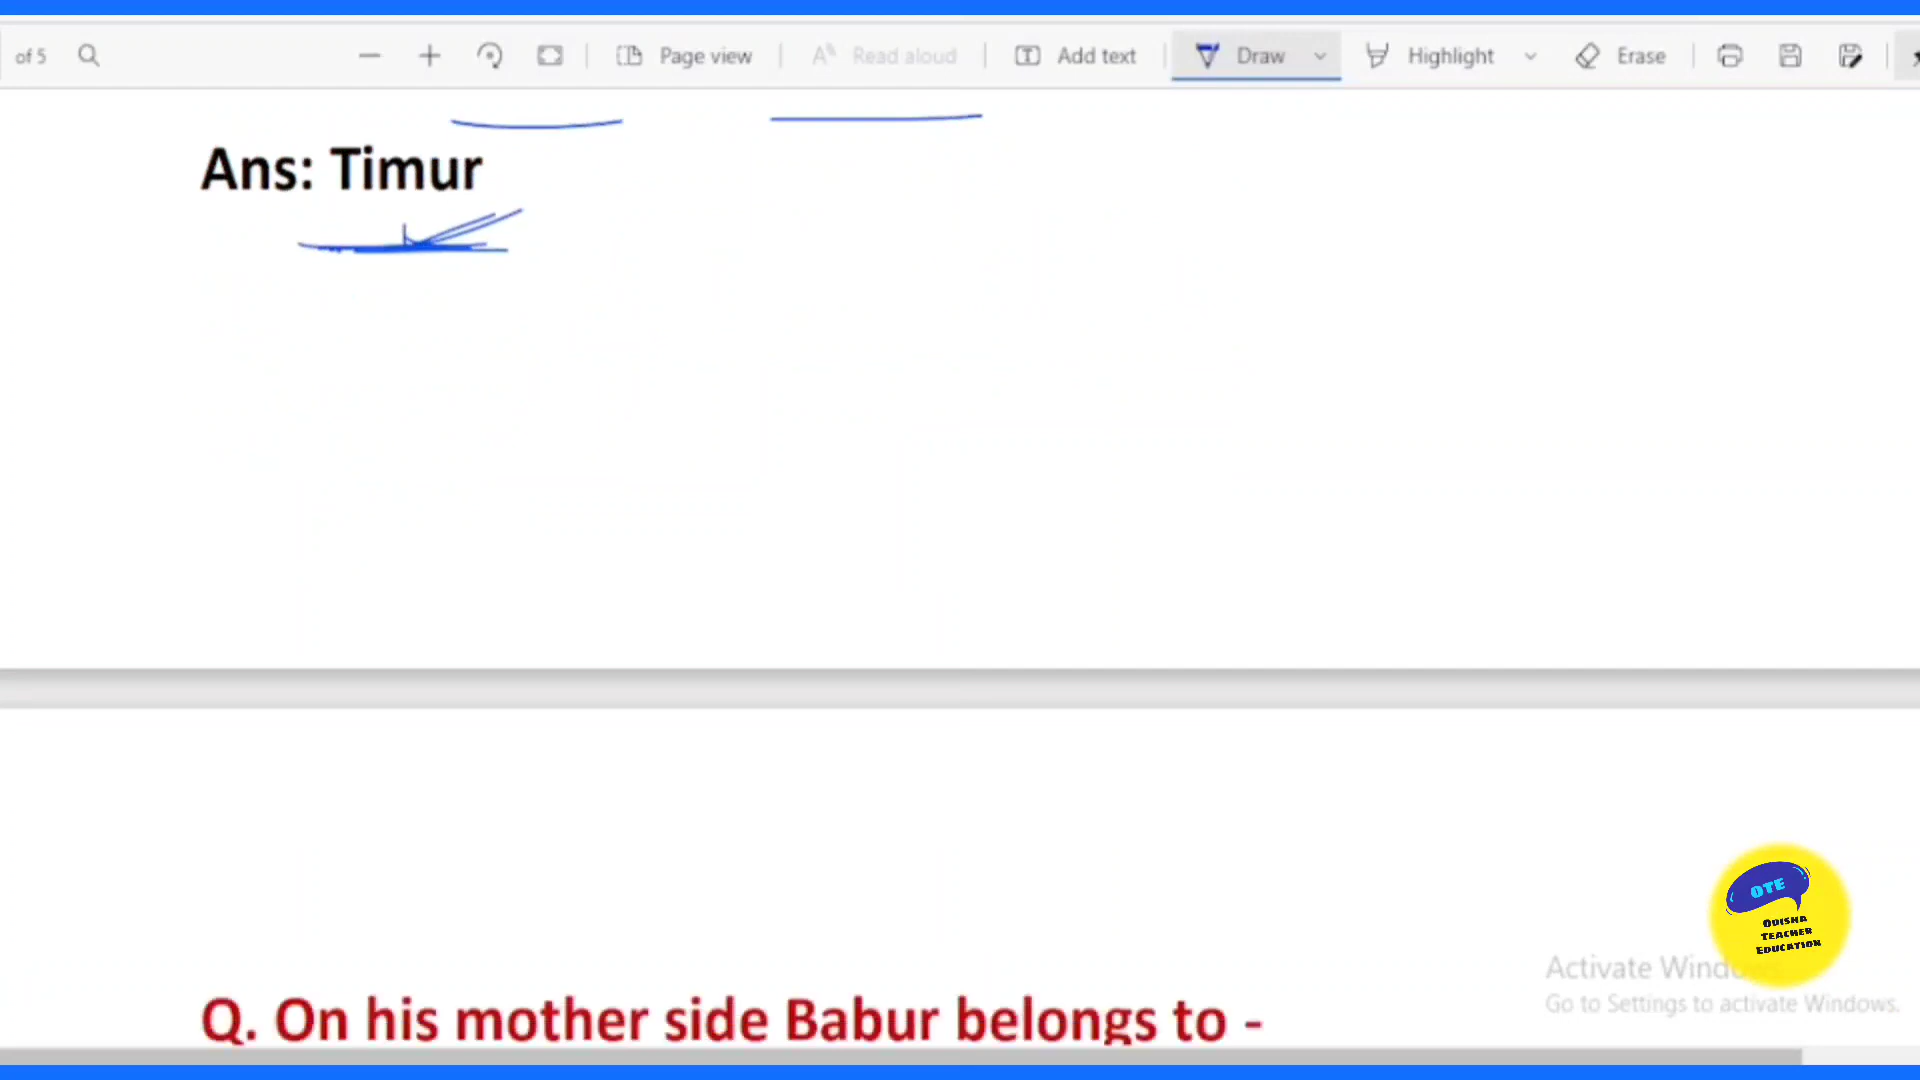 of 5
Page view
Read aloud
Add text
Draw
Highlight
Erase
Ans: Timur
OTE
ODISHA
TEACHER
EDUCATION
Activate Windo
Go to Settings to activate Windows.
Q. On his mother side Babur belongs to -